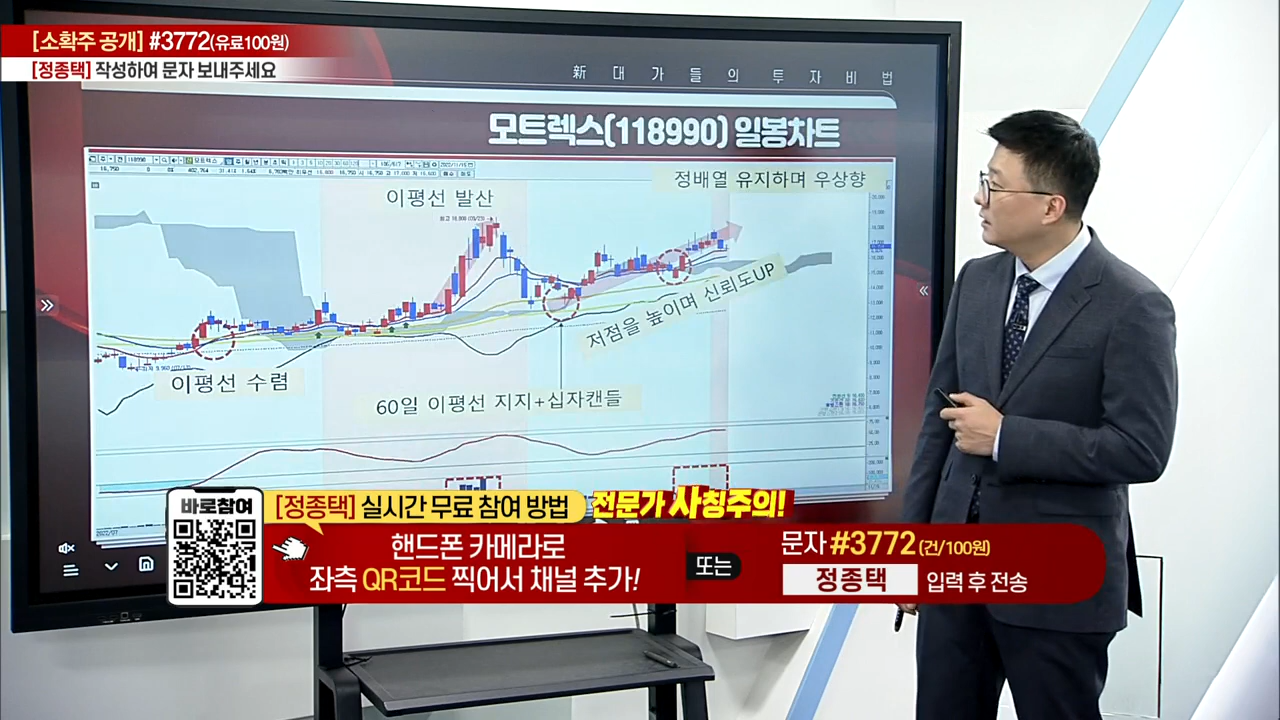 [소확주 공개] #3772(유료100원)
[정종택] 작성하여 문자 보내주세요
新 대가들의 투자비법
모트렉스(118990) 일봉차트
정배열 유지하며 우상향
이평선 발산
저점을 높이며 신뢰도UP
이평선 수렴
60일 이평선 지지+십자캔들
바로참여
[정종택] 실시간 무료 참여 방법
전문가 사칭주의!
핸드폰 카메라로
좌측 QR코드 찍어서 채널 추가!
또는
문자 #3772 (건/100원)
정종택 입력 후 전송